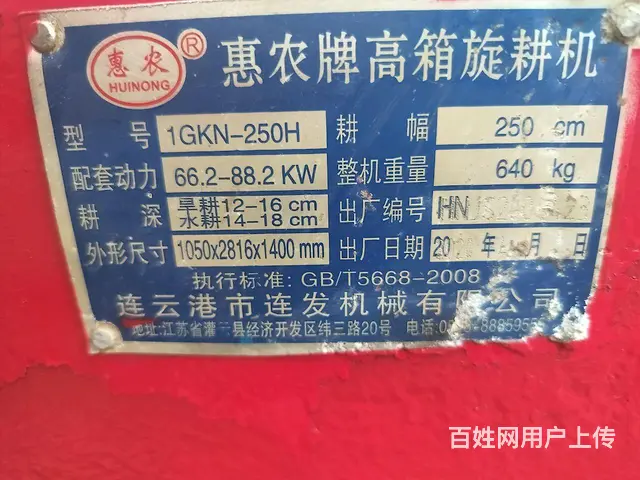 惠农 ® 惠农牌高箱旋耕机
HUINONG
型号 1GKN-250H 耕幅 250 cm
配套动力 66.2-88.2 KW 整机重量 640 kg
耕深 旱耕12-16 cm 水耕14-18 cm 出厂编号 HN
外形尺寸 1050x2816x1400 mm 出厂日期 20 年 月 日
执行标准: GB/T5668-2008
连云港市连发机械有限公司
地址:江苏省灌云县经济开发区纬三路20号 电话:
百姓网用户上传